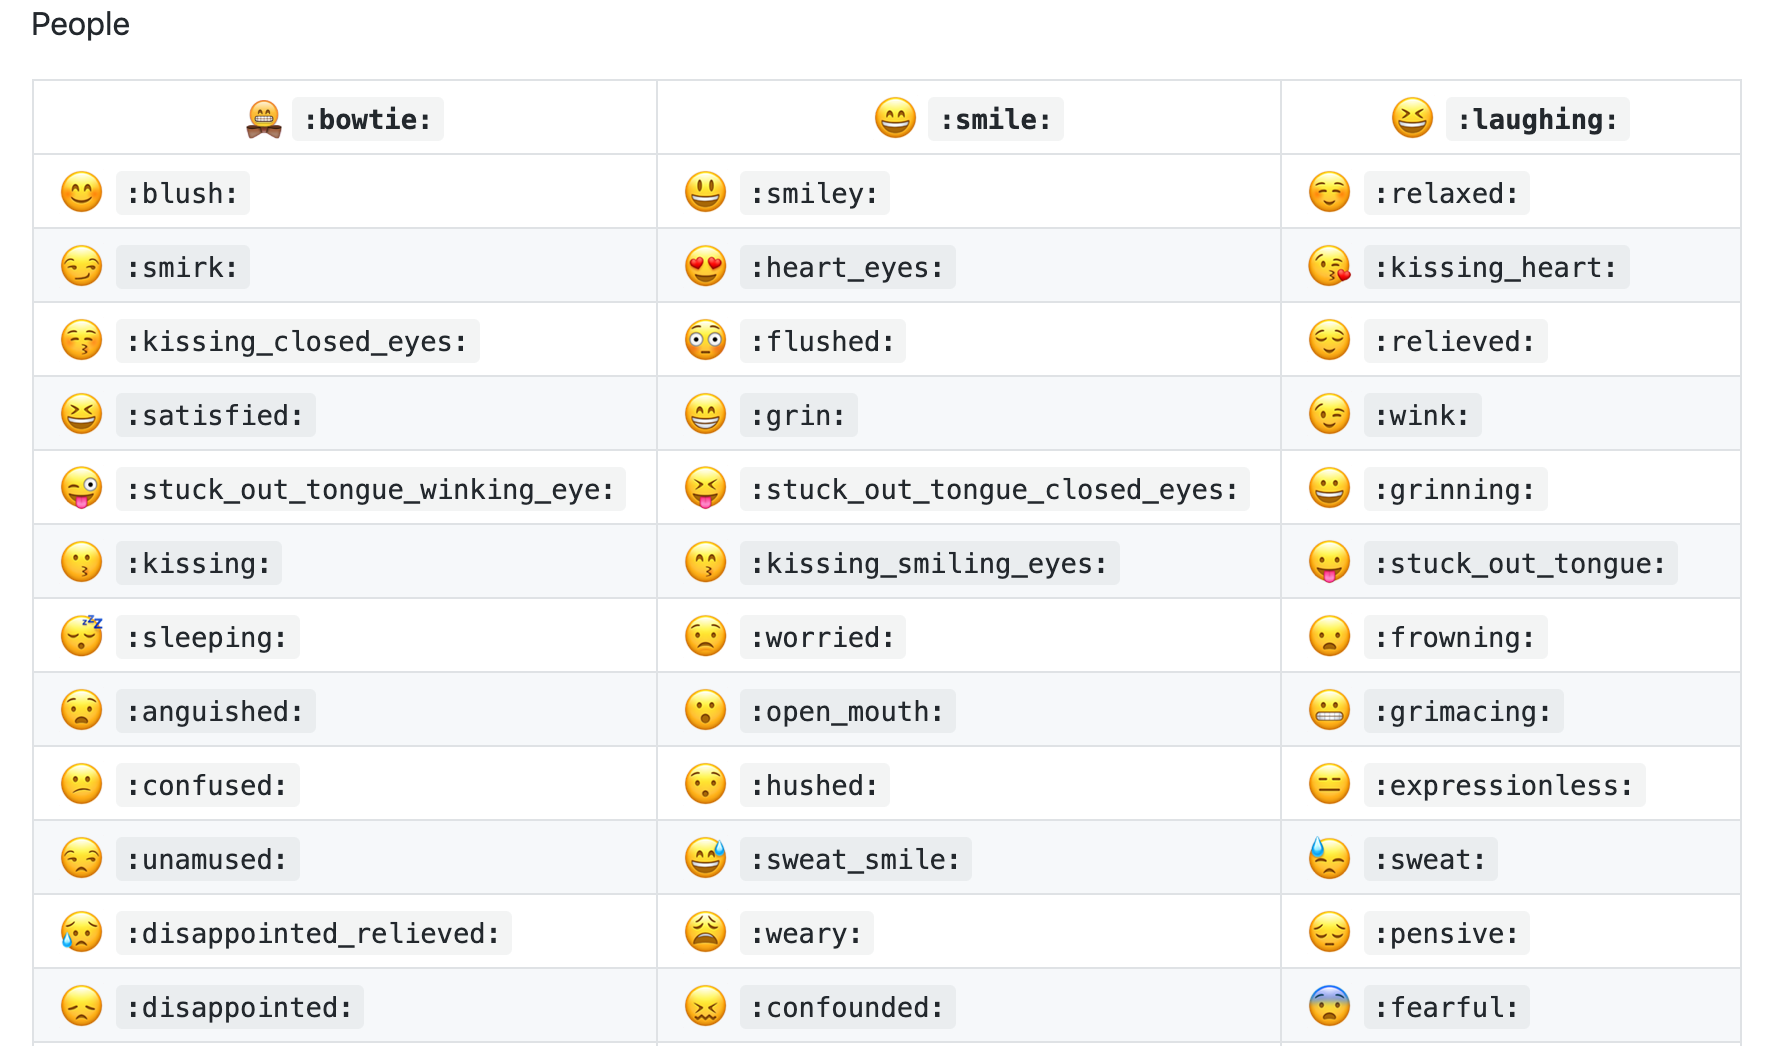 People
:bowtie: :smile: :laughing:
:blush: :smiley: :relaxed:
:smirk: :heart_eyes: :kissing_heart:
:kissing_closed_eyes: :flushed: :relieved:
:satisfied: :grin: :wink:
:stuck_out_tongue_winking_eye: :stuck_out_tongue_closed_eyes: :grinning:
:kissing: :kissing_smiling_eyes: :stuck_out_tongue:
:sleeping: :worried: :frowning:
:anguished: :open_mouth: :grimacing:
:confused: :hushed: :expressionless:
:unamused: :sweat_smile: :sweat:
:disappointed_relieved: :weary: :pensive:
:disappointed: :confounded: :fearful: